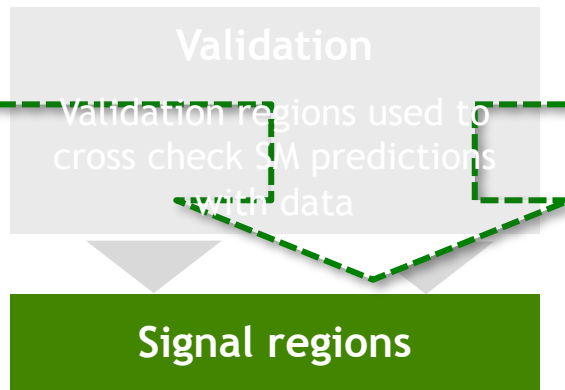 Validation
Validation regions used to
cross check SM predictions
with data
Signal regions